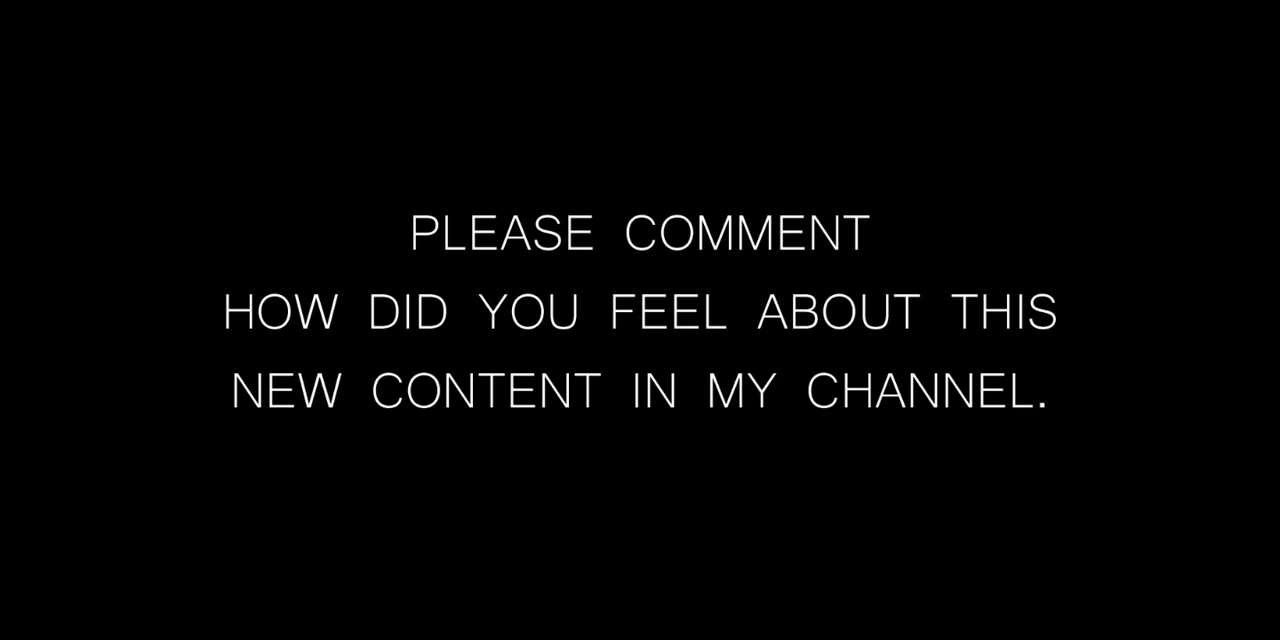 PLEASE COMMENT
HOW DID YOU FEEL ABOUT THIS
NEW CONTENT IN MY CHANNEL.